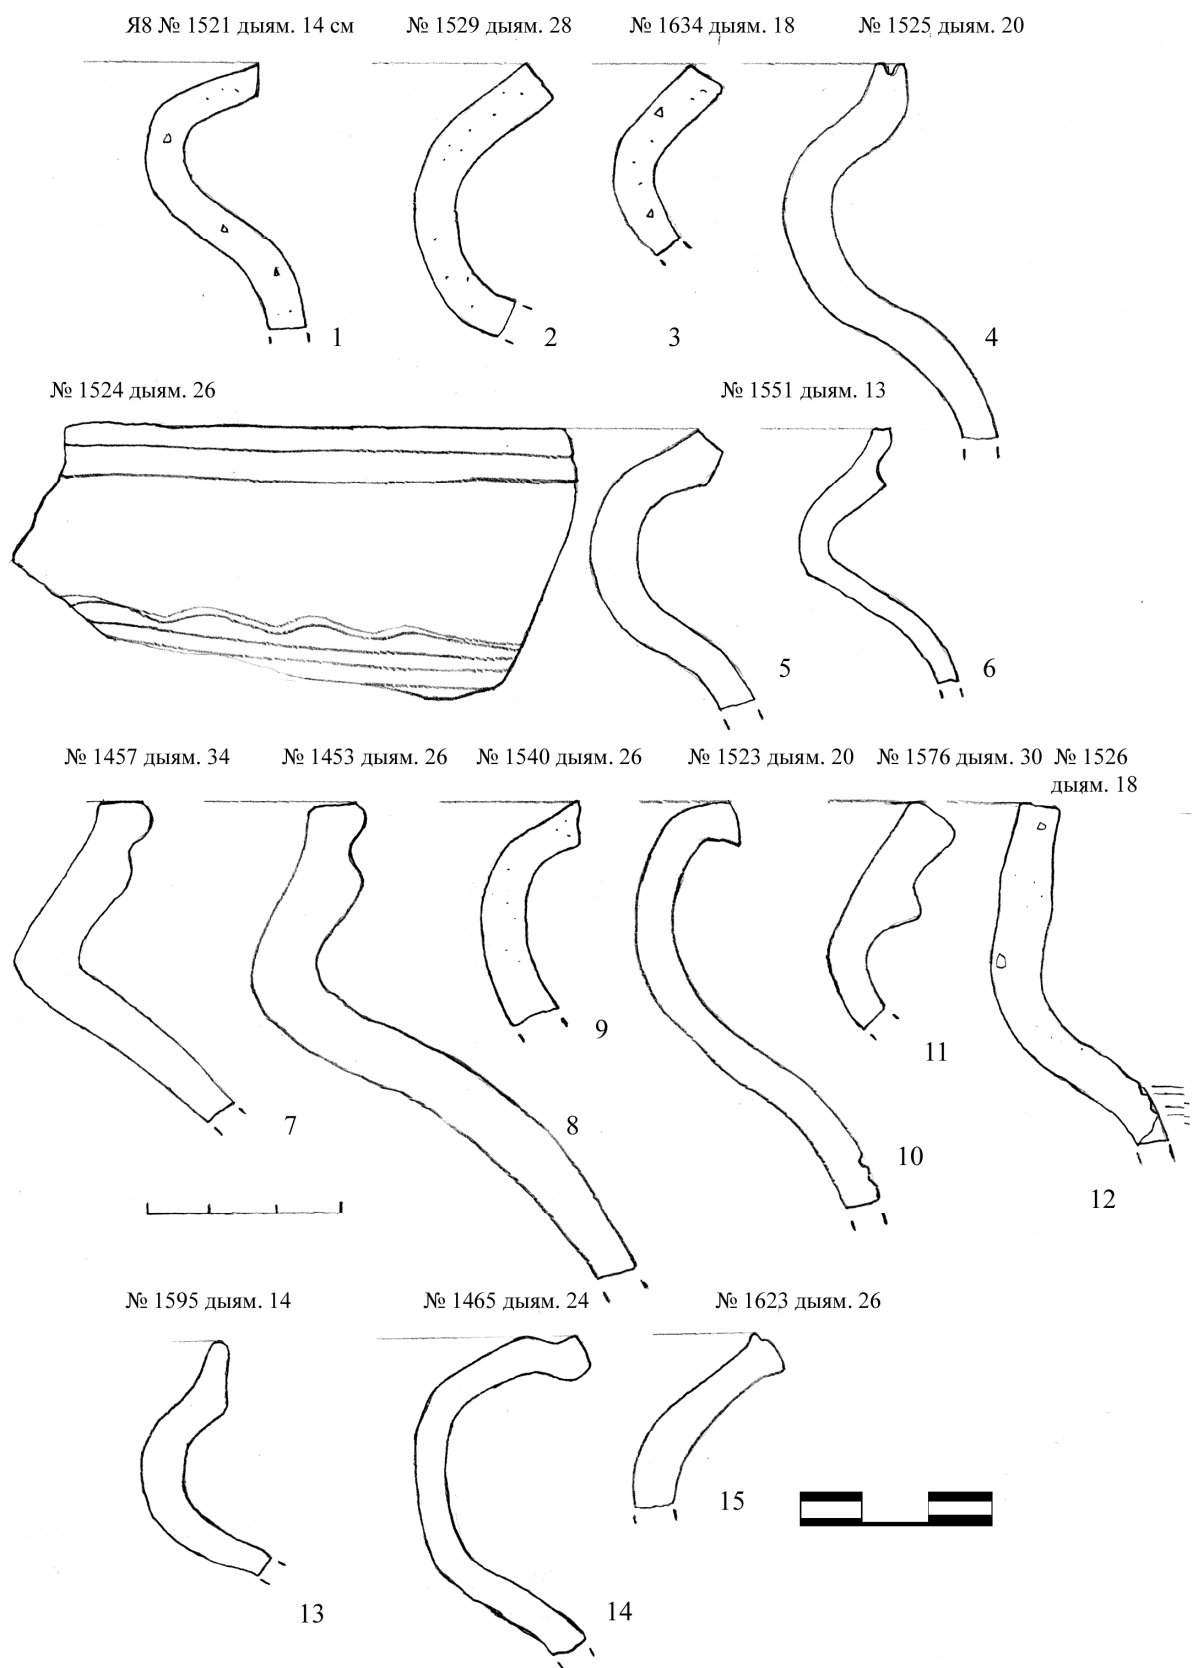 Я8 № 1521 дыям. 14 см
№ 1529 дыям. 28
№ 1634 дыям. 18
№ 1525 дыям. 20
1
2
3
4
№ 1524 дыям. 26
№ 1551 дыям. 13
5
6
№ 1457 дыям. 34
№ 1453 дыям. 26
№ 1540 дыям. 26
№ 1523 дыям. 20
№ 1576 дыям. 30
№ 1526
дыям. 18
7
8
9
10
11
12
№ 1595 дыям. 14
№ 1465 дыям. 24
№ 1623 дыям. 26
13
14
15